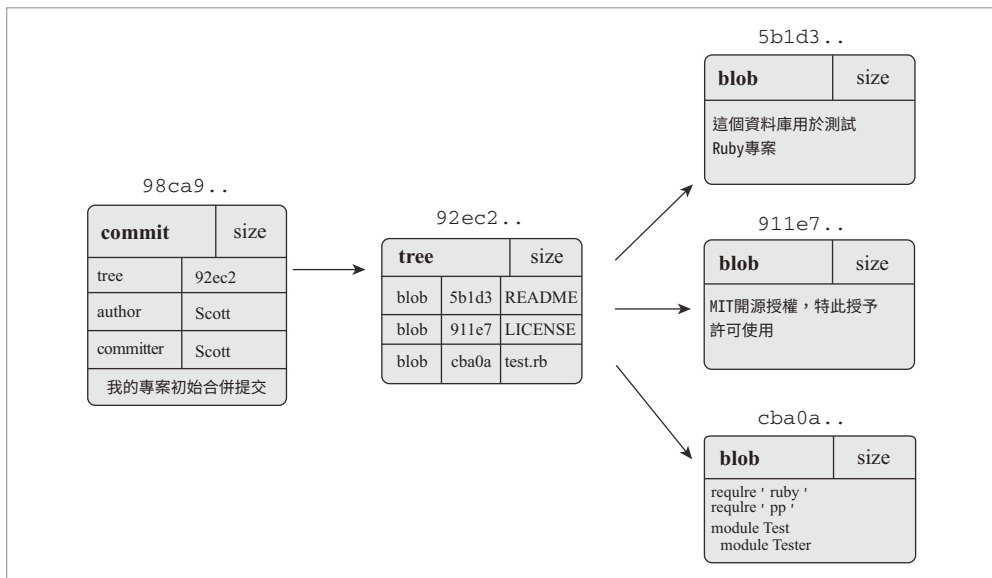 98ca9..
commit size
tree 92ec2
author Scott
committer Scott
我的專案初始合併提交
92ec2..
tree size
blob 5b1d3 README
blob 911e7 LICENSE
blob cba0a test.rb
5b1d3..
blob size
這個資料庫用於測試
Ruby專案
911e7..
blob size
MIT開源授權，特此授予
許可使用
cba0a..
blob size
requlre ' ruby '
requlre ' pp '
module Test
module Tester